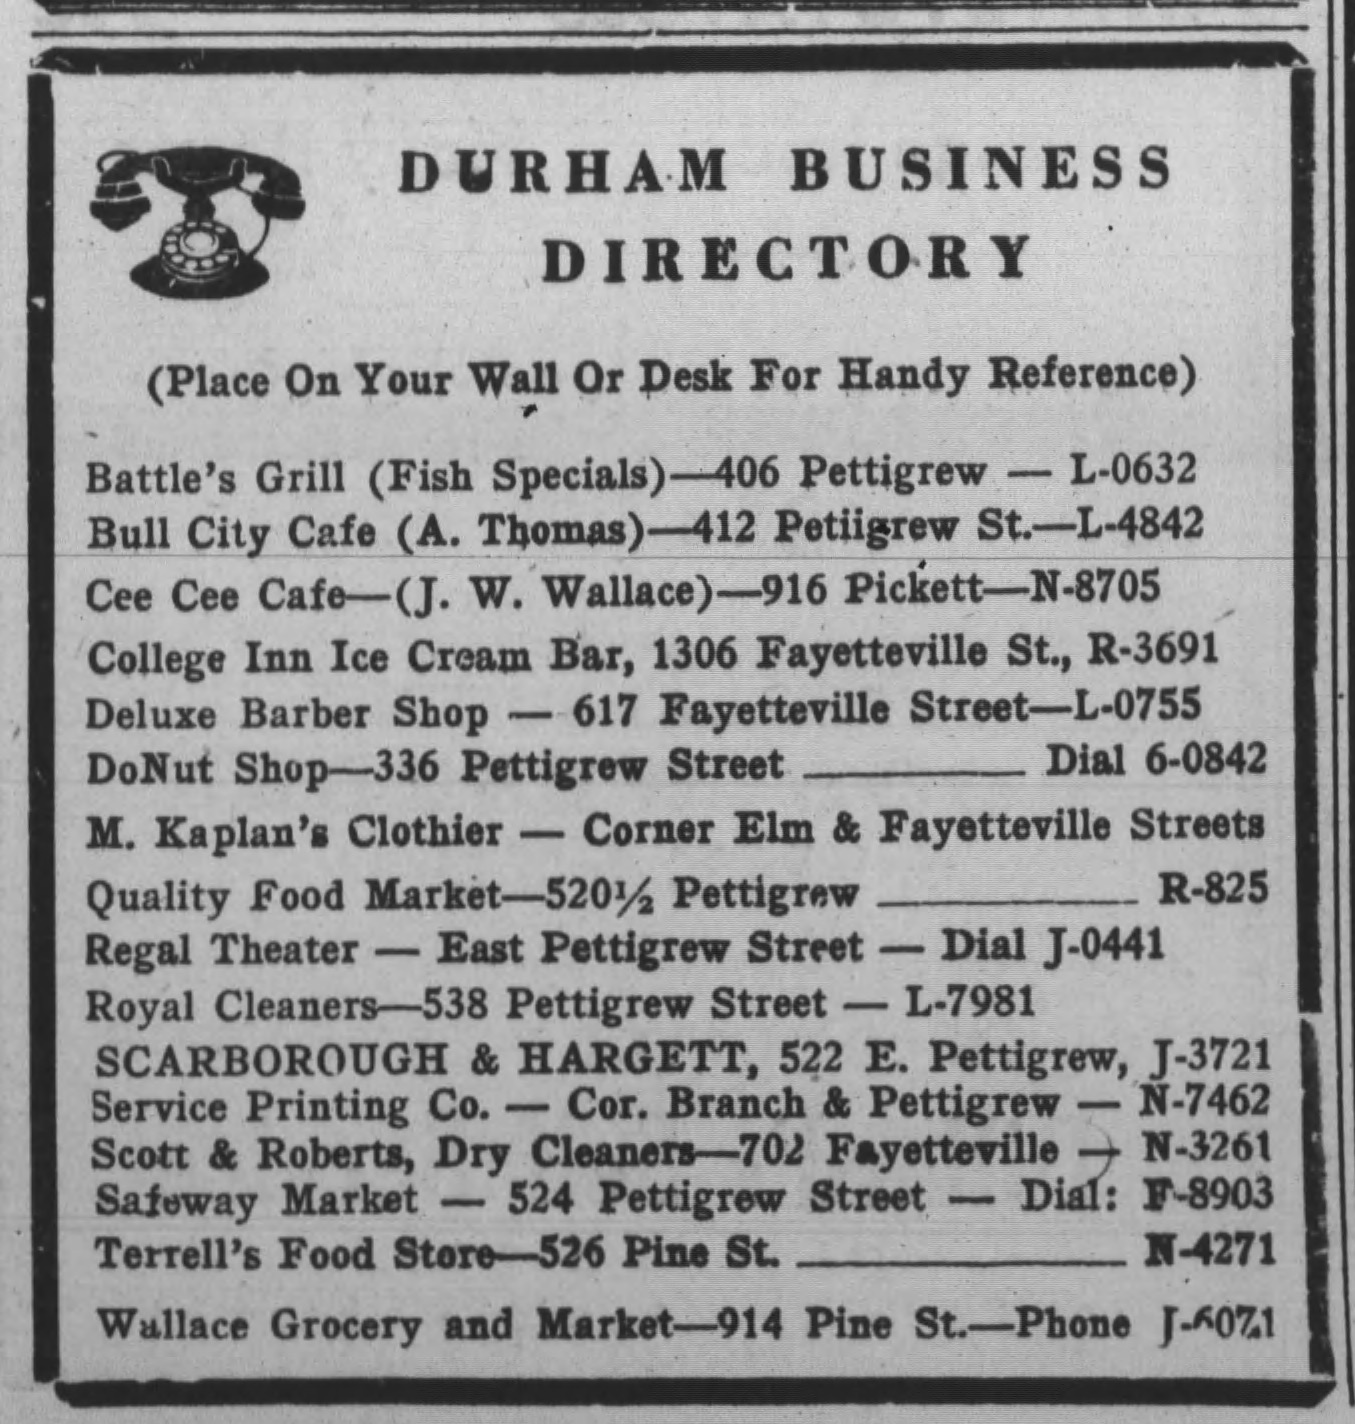 DURHAM BUSINESS
DIRECTORY
(Place On Your Wall Or Desk For Handy Reference)
Battle's Grill (Fish Specials)—406 Pettigrew — L-0632
Bull City Cafe (A. Thomas)—412 Petiigrew St.—L-4842
Cee Cee Cafe—(J. W. Wallace)—916 Pickett—N-8705
College Inn Ice Cream Bar, 1306 Fayetteville St., R-3691
Deluxe Barber Shop — 617 Fayetteville Street—L-0755
DoNut Shop—336 Pettigrew Street ________ Dial 6-0842
M. Kaplan's Clothier — Corner Elm & Fayetteville Streets
Quality Food Market—520½ Pettigrew ________ R-825
Regal Theater — East Pettigrew Street — Dial J-0441
Royal Cleaners—538 Pettigrew Street — L-7981
SCARBOROUGH & HARGETT, 522 E. Pettigrew, J-3721
Service Printing Co. — Cor. Branch & Pettigrew — N-7462
Scott & Roberts, Dry Cleaners—702 Fayetteville — N-3261
Safeway Market — 524 Pettigrew Street — Dial: F-8903
Terrell's Food Store—526 Pine St. ________ N-4271
Wallace Grocery and Market—914 Pine St.—Phone J-6071